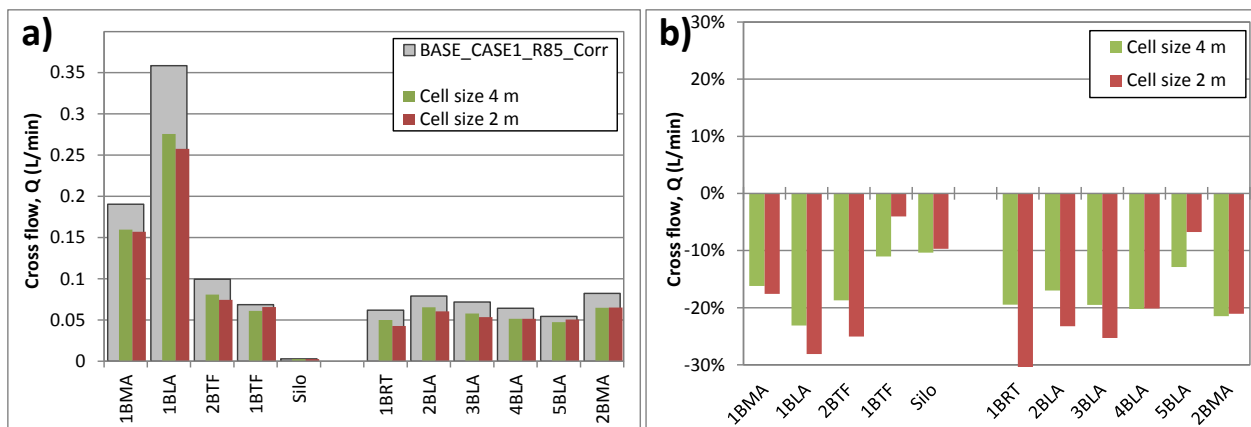 a)
BASE_CASE1_R85_Corr
Cell size 4 m
Cell size 2 m
Cross flow, Q (L/min)
0.35
0.3
0.25
0.2
0.15
0.1
0.05
0
1BMA
1BLA
2BTF
1BTF
Silo
1BRT
2BLA
3BLA
4BLA
5BLA
2BMA
b)
Cell size 4 m
Cell size 2 m
Cross flow, Q (L/min)
30%
20%
10%
0%
-10%
-20%
-30%
1BMA
1BLA
2BTF
1BTF
Silo
1BRT
2BLA
3BLA
4BLA
5BLA
2BMA